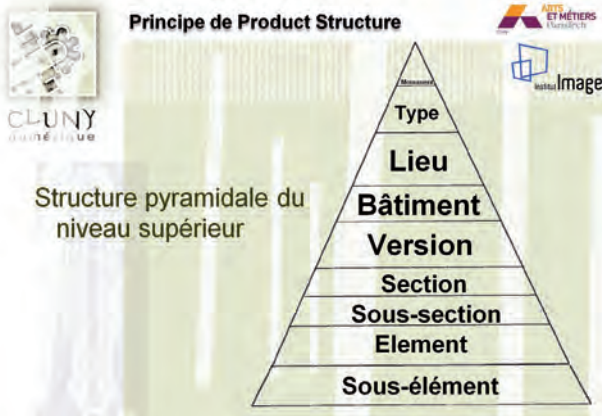 Principe de Product Structure
ARTS
ET MÉTIERS
ParisTech
Institut Image
CLUNY
numérique
Structure pyramidale du
niveau supérieur
Monument
Type
Lieu
Bâtiment
Version
Section
Sous-section
Element
Sous-élément